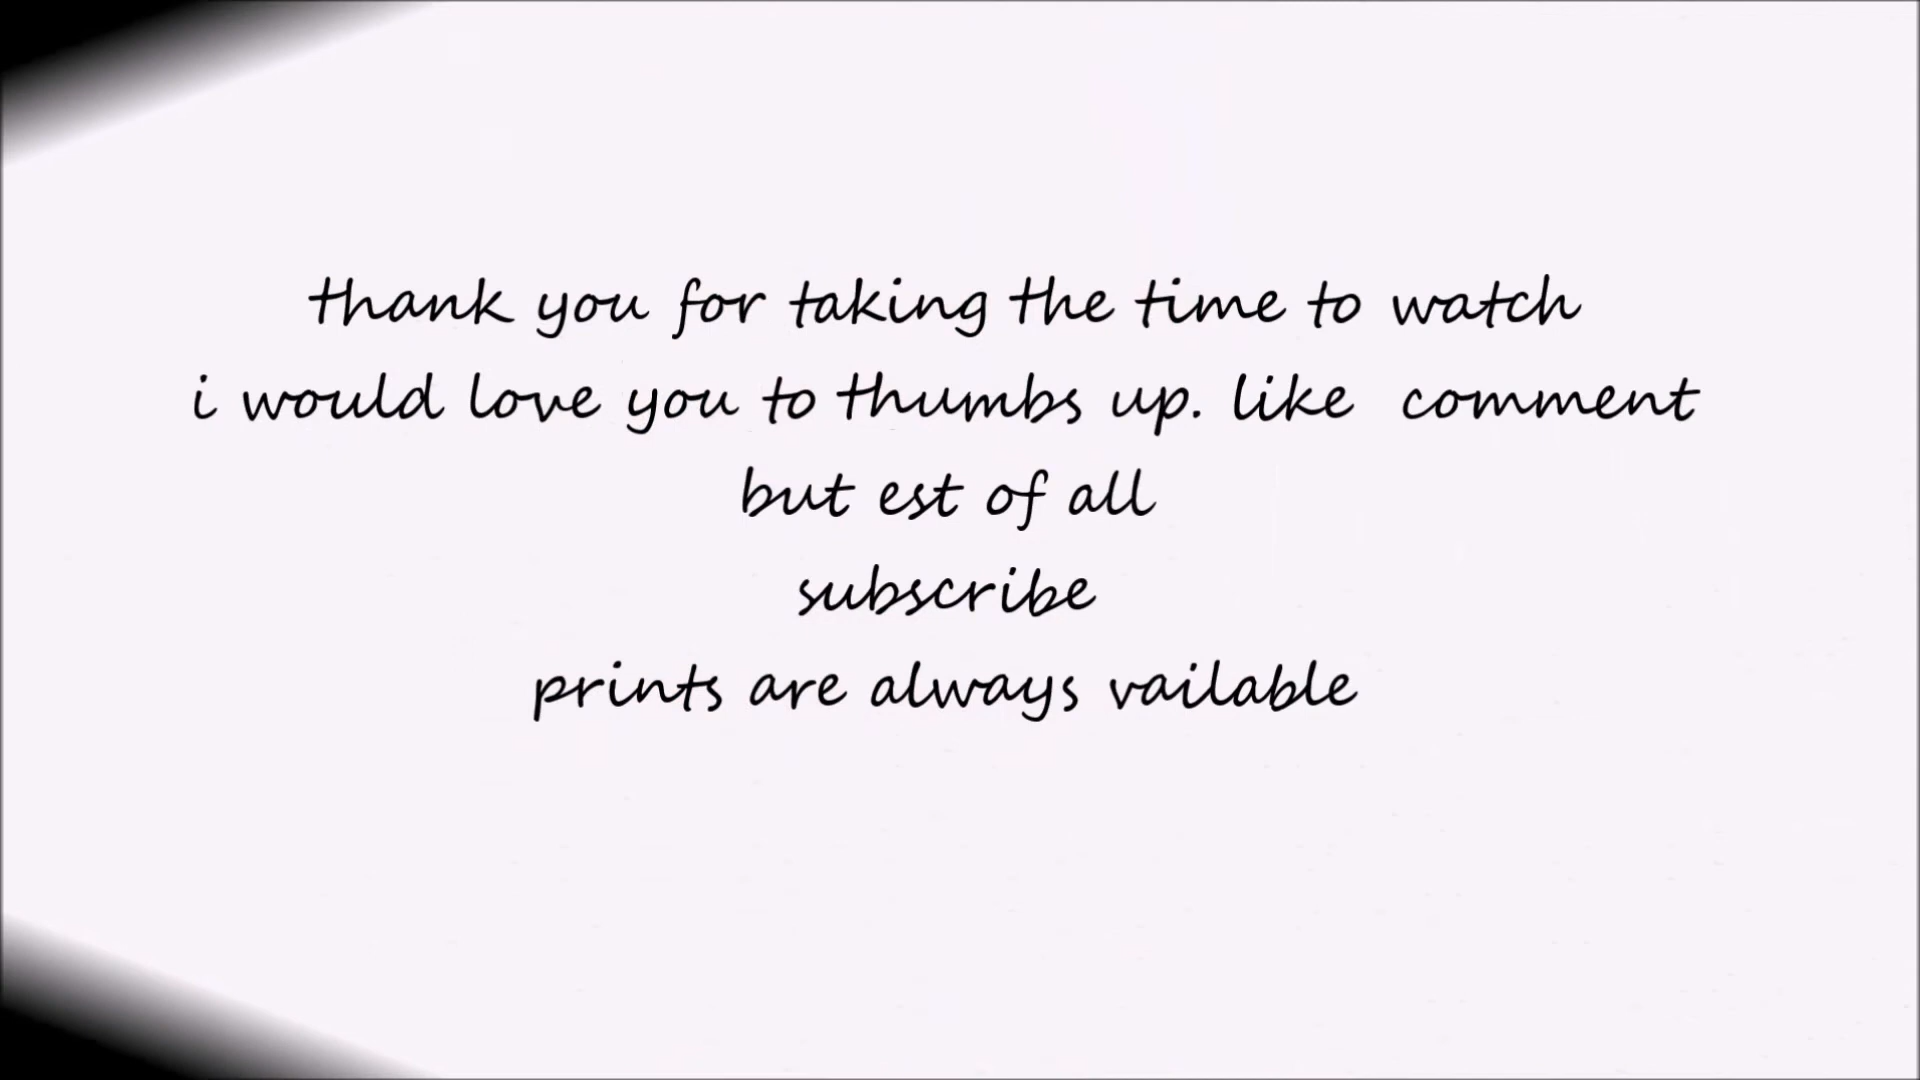 thank you for taking the time to watch
i would love you to thumbs up. like comment
but est of all
subscribe
prints are always vailable